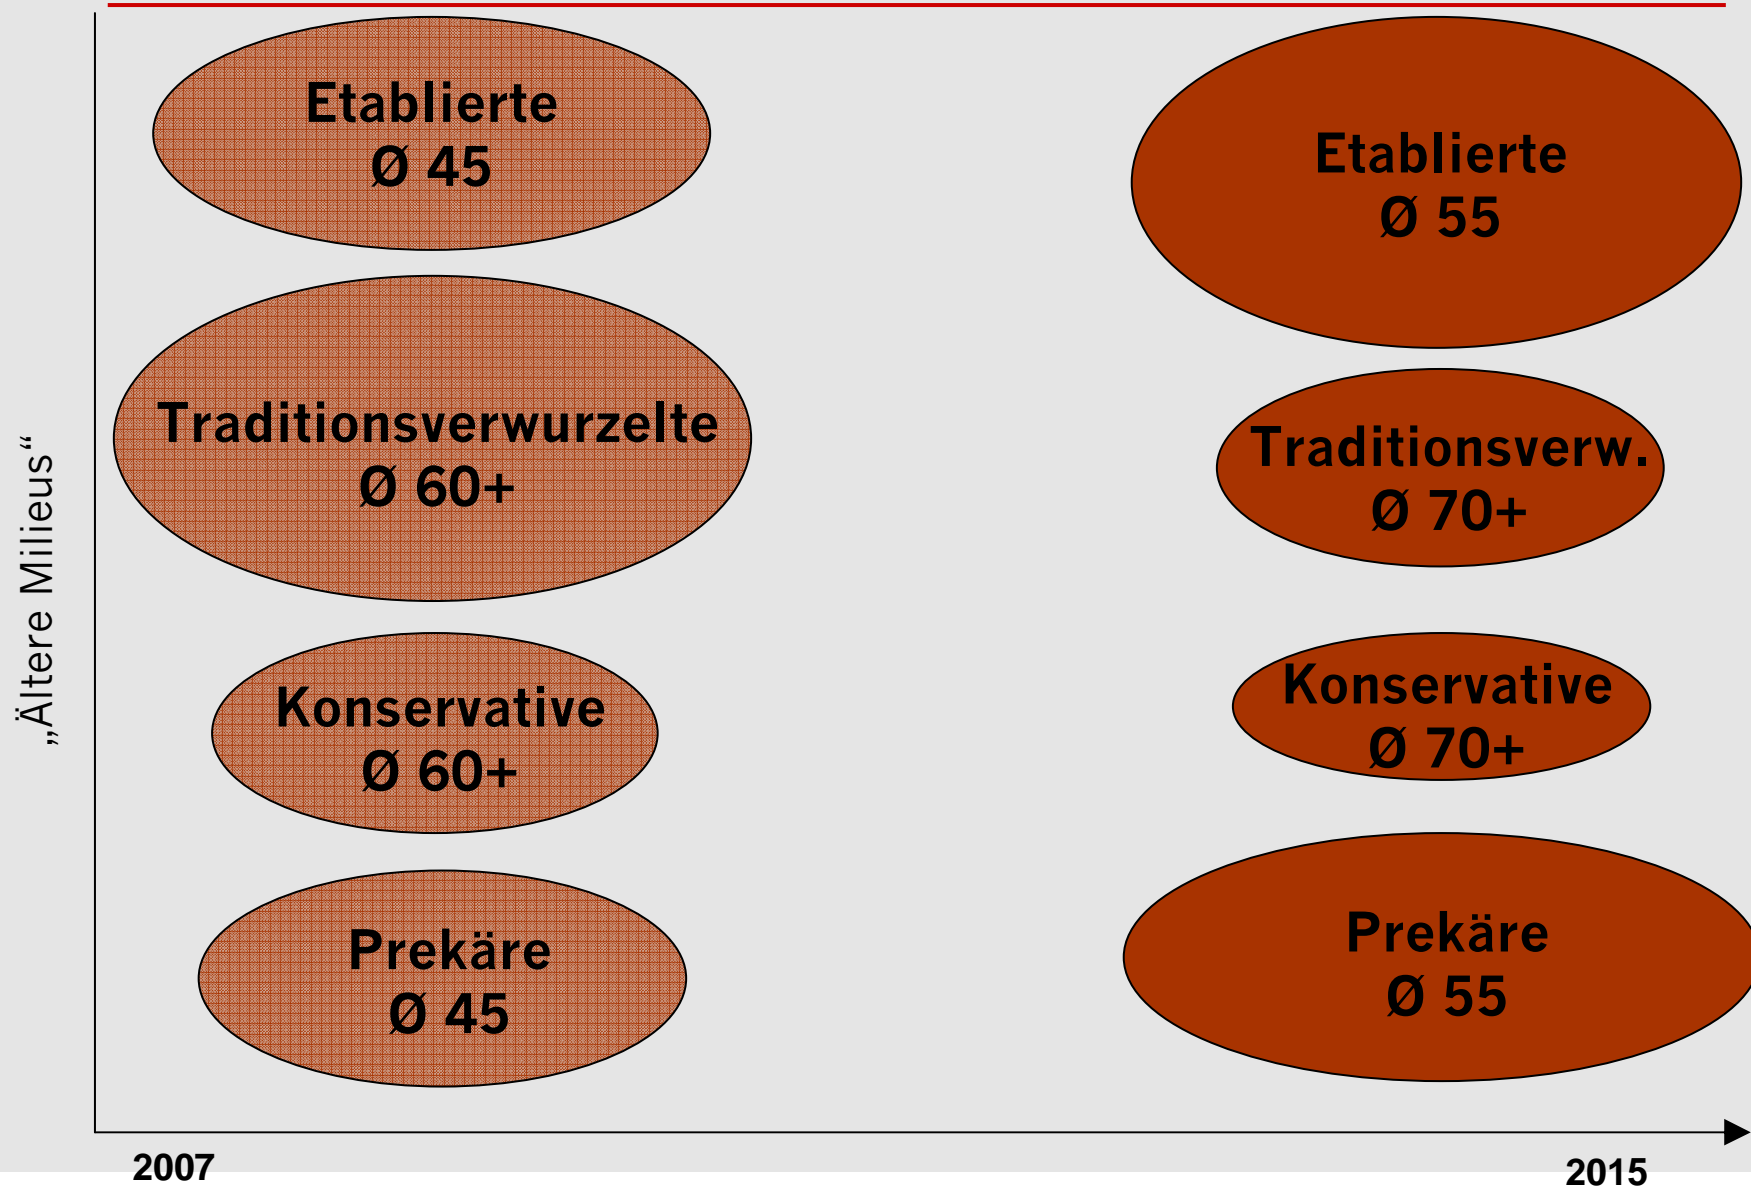 Etablierte
Ø 45
Traditionsverwurzelte
Ø 60+
Konservative
Ø 60+
Prekäre
Ø 45
Etablierte
Ø 55
Traditionsverw.
Ø 70+
Konservative
Ø 70+
Prekäre
Ø 55
„Ältere Milieus“
2007
2015